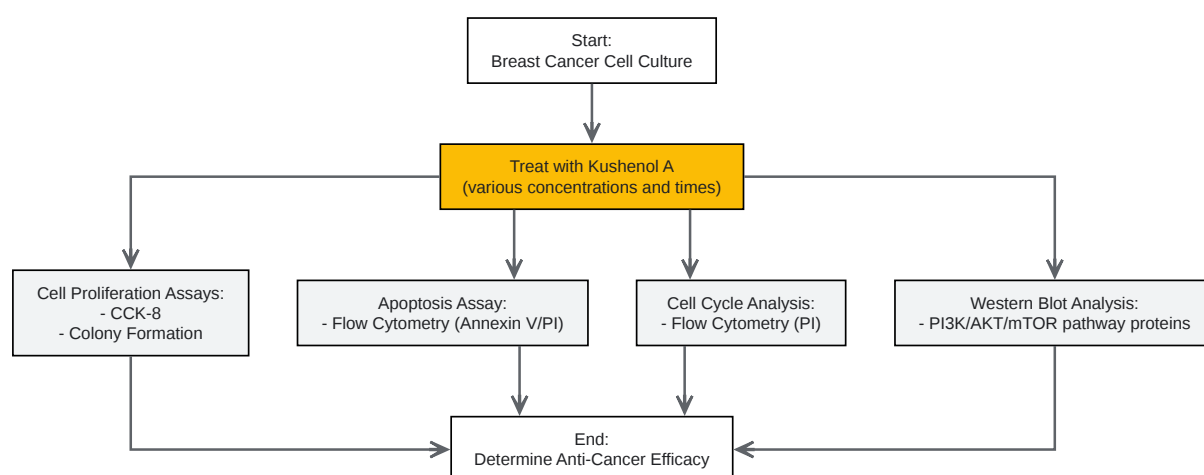 Start:
Breast Cancer Cell Culture
Treat with Kushenol A
(various concentrations and times)
Cell Proliferation Assays:
- CCK-8
- Colony Formation
Apoptosis Assay:
- Flow Cytometry (Annexin V/PI)
Cell Cycle Analysis:
- Flow Cytometry (PI)
Western Blot Analysis:
- PI3K/AKT/mTOR pathway proteins
End:
Determine Anti-Cancer Efficacy